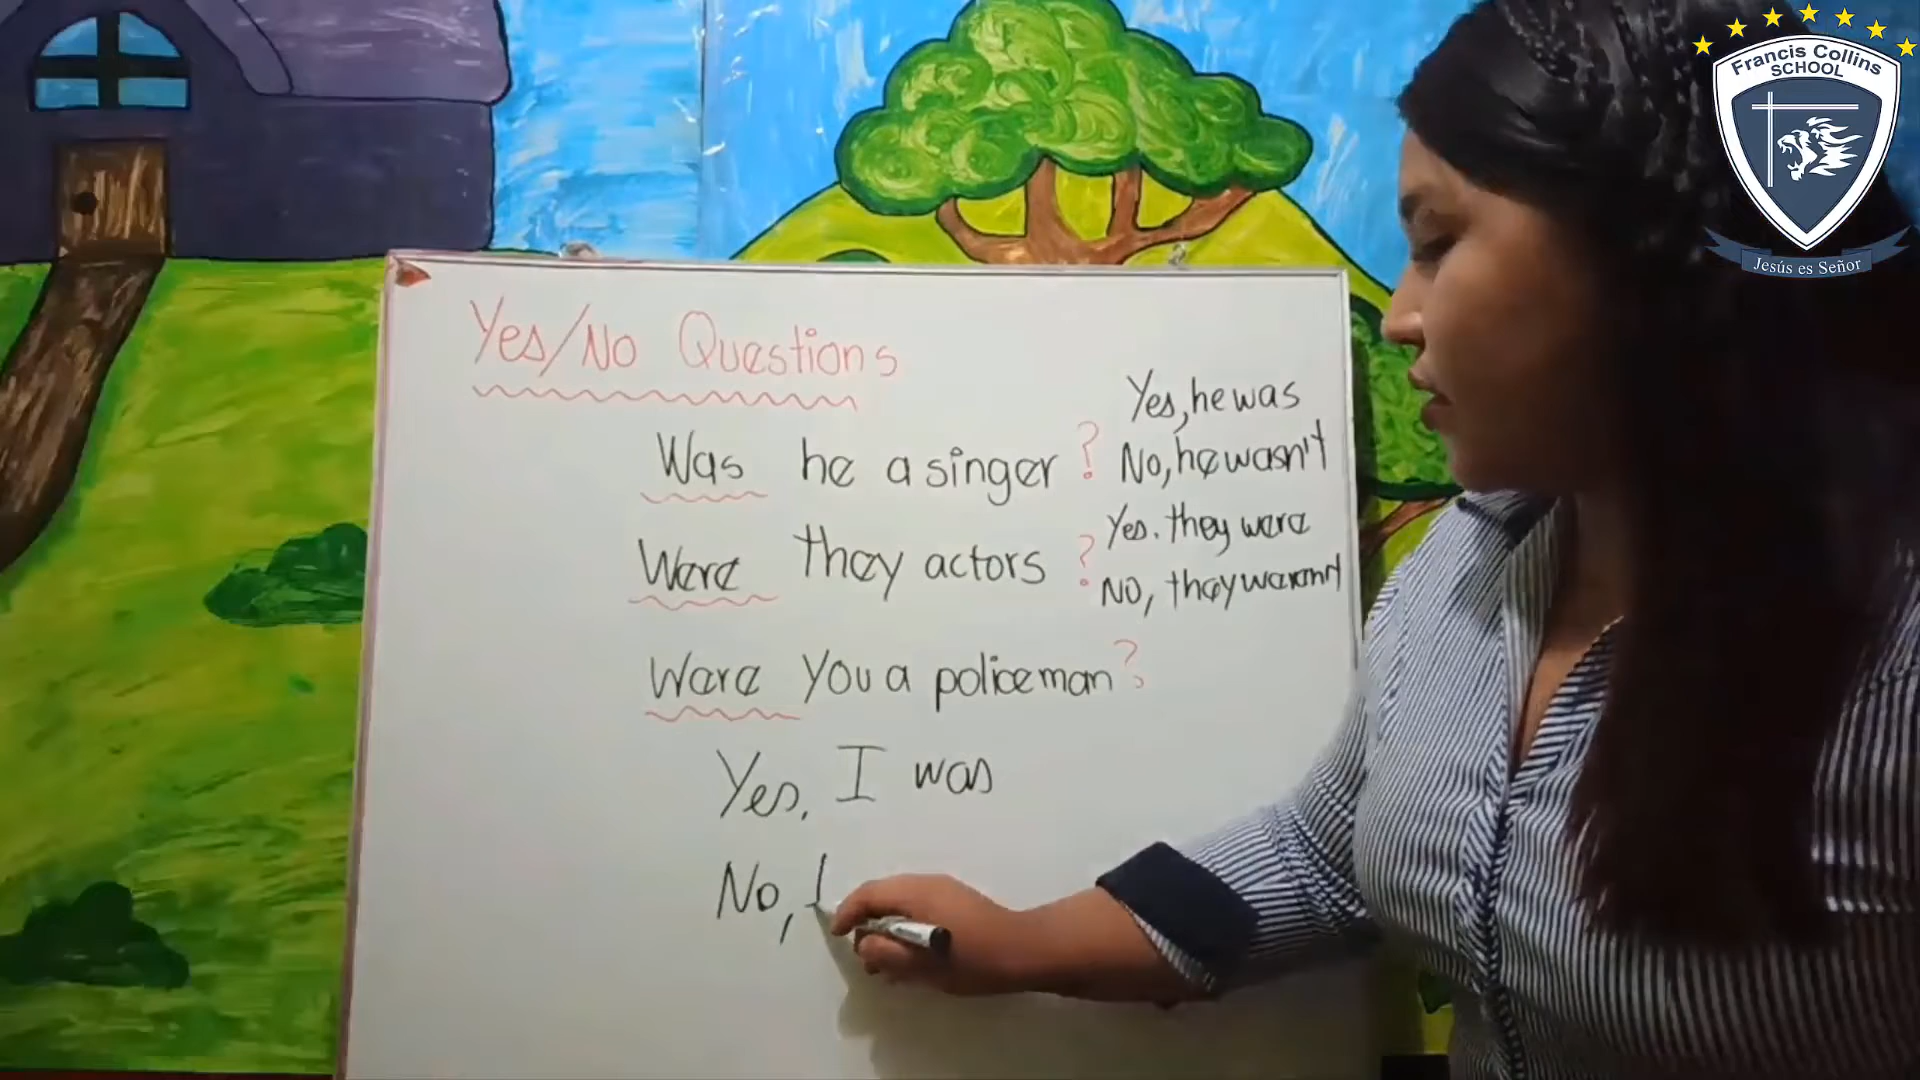 Francis Collins
SCHOOL
Jesús es Señor
Yes/No Questions
Was he a singer ?
Yes, he was
No, he wasn't
Were they actors ?
Yes. they were
No, they weren't
Were you a policeman?
Yes, I was
No, I